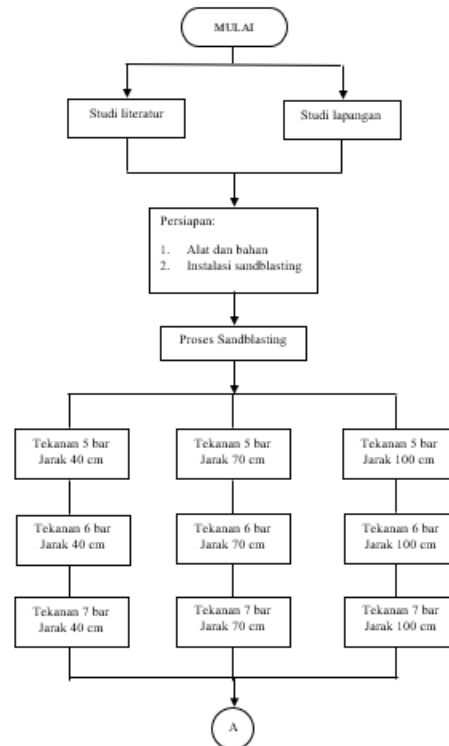 MULAI
Studi literatur
Studi lapangan
Persiapan:
1. Alat dan bahan
2. Instalasi sandblasting
Proses Sandblasting
Tekanan 5 bar
Jarak 40 cm
Tekanan 5 bar
Jarak 70 cm
Tekanan 5 bar
Jarak 100 cm
Tekanan 6 bar
Jarak 40 cm
Tekanan 6 bar
Jarak 70 cm
Tekanan 6 bar
Jarak 100 cm
Tekanan 7 bar
Jarak 40 cm
Tekanan 7 bar
Jarak 70 cm
Tekanan 7 bar
Jarak 100 cm
A